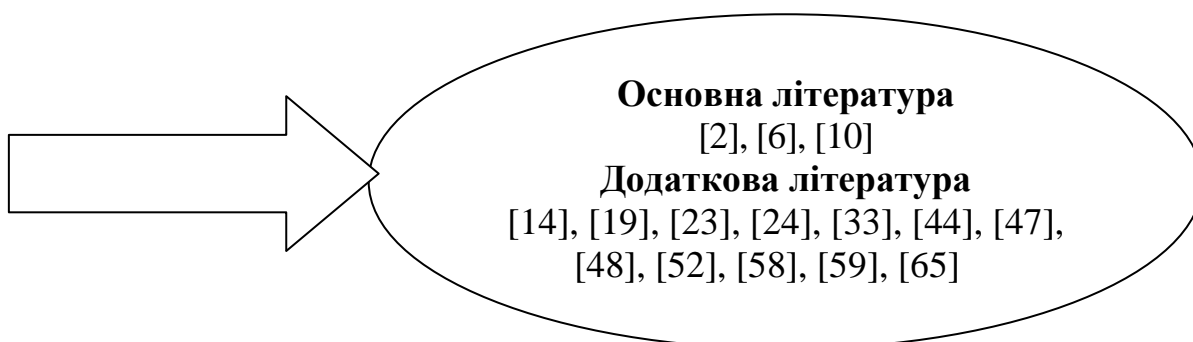 Основна література
[2], [6], [10]
Додаткова література
[14], [19], [23], [24], [33], [44], [47],
[48], [52], [58], [59], [65]